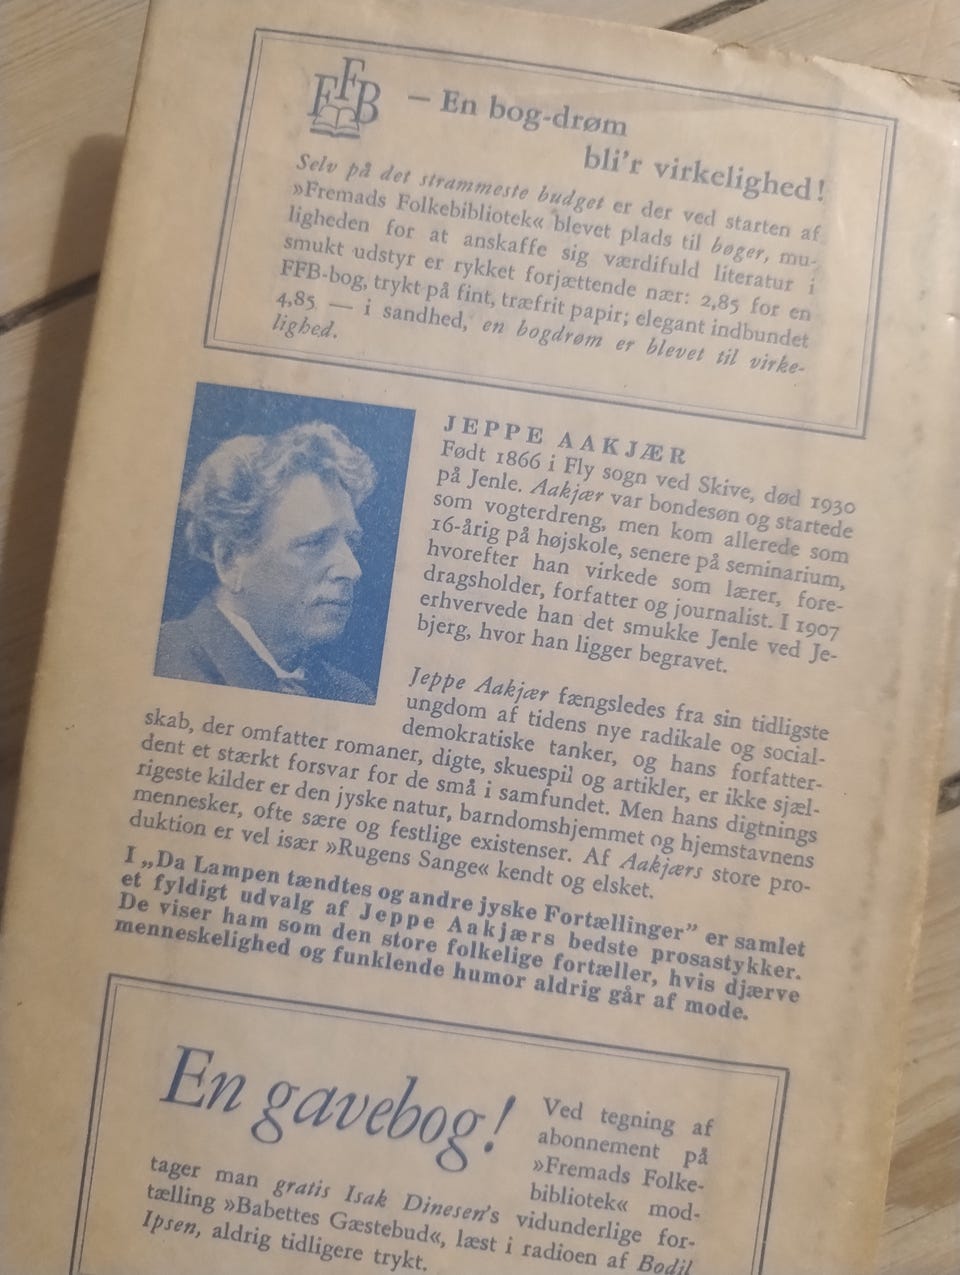 FFB
— En bog-drøm
bli'r virkelighed!
Selv på det strammeste budget er der ved starten af
»Fremads Folkebibliotek« blevet plads til bøger, mu-
ligheden for at anskaffe sig værdifuld literatur i
smukt udstyr er rykket forjættende nær: 2,85 for en
FFB-bog, trykt på fint, træfrit papir; elegant indbundet
4,85 — i sandhed, en bogdrøm er blevet til virke-
lighed.
JEPPE AAKJÆR
Født 1866 i Fly sogn ved Skive, død 1930
på Jenle. Aakjær var bondesøn og startede
som vogterdreng, men kom allerede som
16-årig på højskole, senere på seminarium,
hvorefter han virkede som lærer, fore-
dragsholder, forfatter og journalist. I 1907
erhvervede han det smukke Jenle ved Je-
bjerg, hvor han ligger begravet.
Jeppe Aakjær fængsledes fra sin tidligste
ungdom af tidens nye radikale og social-
demokratiske tanker, og hans forfatter-
skab, der omfatter romaner, digte, skuespil og artikler, er ikke sjæl-
dent et stærkt forsvar for de små i samfundet. Men hans digtnings
rigeste kilder er den jyske natur, barndomshjemmet og hjemstavnens
mennesker, ofte sære og festlige existenser. Af Aakjærs store pro-
duktion er vel især »Rugens Sange« kendt og elsket.
I „Da Lampen tændtes og andre jyske Fortællinger” er samlet
et fyldigt udvalg af Jeppe Aakjærs bedste prosastykker.
De viser ham som den store folkelige fortæller, hvis djærve
menneskelighed og funklende humor aldrig går af mode.
En gavebog!
Ved tegning af
abonnement på
»Fremads Folke-
bibliotek« mod-
tager man gratis Isak Dinesen's vidunderlige for-
tælling »Babettes Gæstebud«, læst i radioen af Bodil
Ipsen, aldrig tidligere trykt.